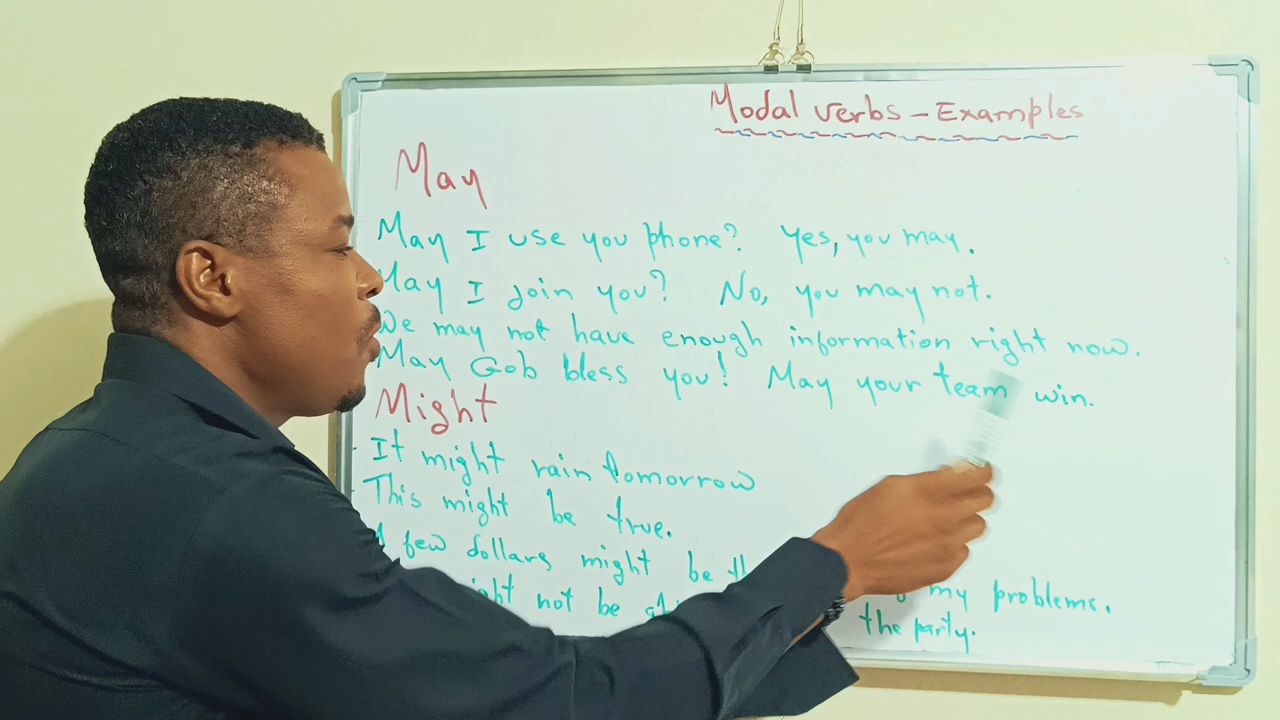 Modal verbs - Examples
May
May I use you phone? Yes, you may.
May I join you? No, you may not.
We may not have enough information right now.
May Gob bless you! May your team win.
Might
It might rain tomorrow
This might be true.
A few dollars might be my problems.
not be the party.